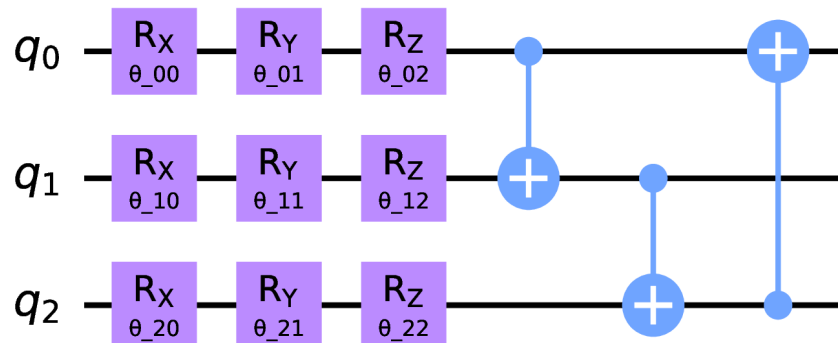 q0 RX RY RZ
θ_00 θ_01 θ_02
q1 RX RY RZ
θ_10 θ_11 θ_12
q2 RX RY RZ
θ_20 θ_21 θ_22